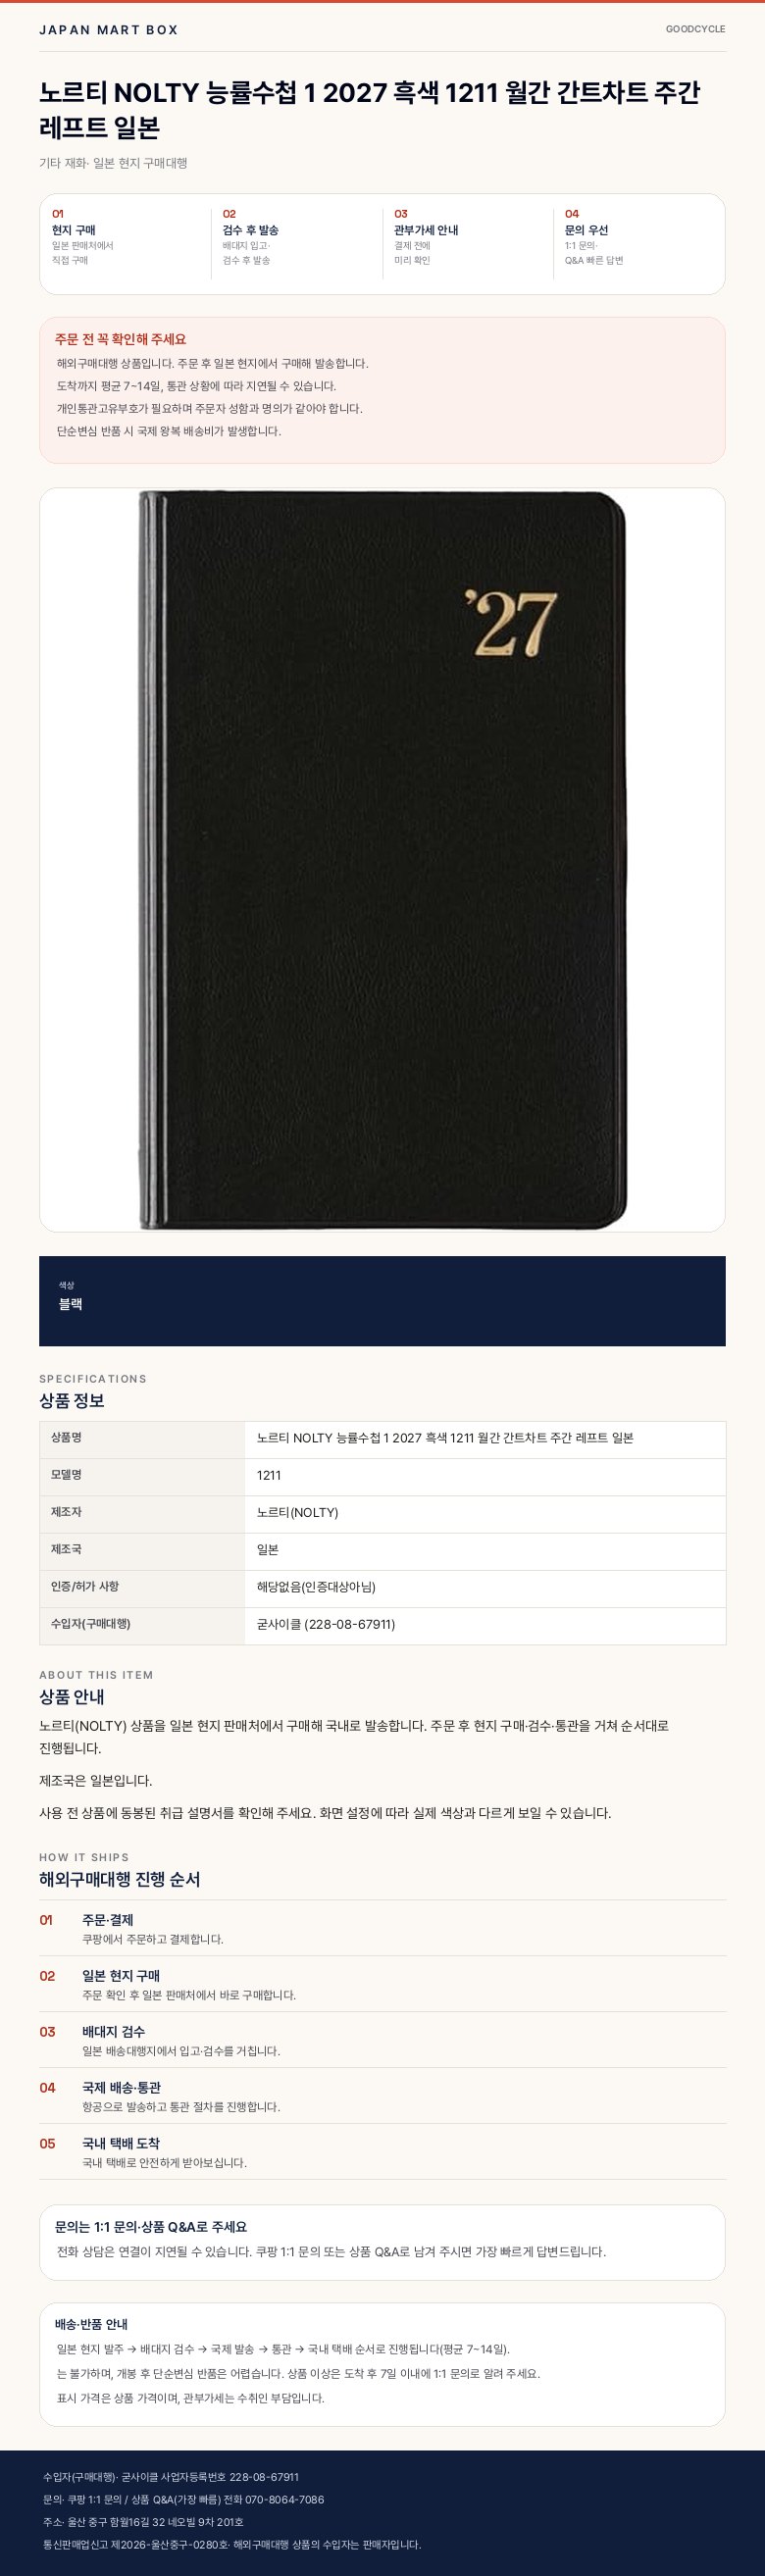 JAPAN MART BOX
GOODCYCLE
노르티 NOLTY 능률수첩 1 2027 흑색 1211 월간 간트차트 주간
레프트 일본
기타 재화· 일본 현지 구매대행
01
현지 구매
일본 판매처에서
직접 구매
02
검수 후 발송
배대지 입고·
검수 후 발송
03
관부가세 안내
결제 전에
미리 확인
04
문의 우선
1:1 문의·
Q&A 빠른 답변
주문 전 꼭 확인해 주세요
해외구매대행 상품입니다. 주문 후 일본 현지에서 구매해 발송합니다.
도착까지 평균 7~14일, 통관 상황에 따라 지연될 수 있습니다.
개인통관고유부호가 필요하며 주문자 성함과 명의가 같아야 합니다.
단순변심 반품 시 국제 왕복 배송비가 발생합니다.
’27
색상
블랙
SPECIFICATIONS
상품 정보
상품명 노르티 NOLTY 능률수첩 1 2027 흑색 1211 월간 간트차트 주간 레프트 일본
모델명 1211
제조자 노르티(NOLTY)
제조국 일본
인증/허가 사항 해당없음(인증대상아님)
수입자(구매대행) 굳사이클 (228-08-67911)
ABOUT THIS ITEM
상품 안내
노르티(NOLTY) 상품을 일본 현지 판매처에서 구매해 국내로 발송합니다. 주문 후 현지 구매·검수·통관을 거쳐 순서대로
진행됩니다.
제조국은 일본입니다.
사용 전 상품에 동봉된 취급 설명서를 확인해 주세요. 화면 설정에 따라 실제 색상과 다르게 보일 수 있습니다.
HOW IT SHIPS
해외구매대행 진행 순서
01 주문·결제
쿠팡에서 주문하고 결제합니다.
02 일본 현지 구매
주문 확인 후 일본 판매처에서 바로 구매합니다.
03 배대지 검수
일본 배송대행지에서 입고·검수를 거칩니다.
04 국제 배송·통관
항공으로 발송하고 통관 절차를 진행합니다.
05 국내 택배 도착
국내 택배로 안전하게 받아보십니다.
문의는 1:1 문의·상품 Q&A로 주세요
전화 상담은 연결이 지연될 수 있습니다. 쿠팡 1:1 문의 또는 상품 Q&A로 남겨 주시면 가장 빠르게 답변드립니다.
배송·반품 안내
일본 현지 발주 → 배대지 검수 → 국제 발송 → 통관 → 국내 택배 순서로 진행됩니다(평균 7~14일).
는 불가하며, 개봉 후 단순변심 반품은 어렵습니다. 상품 이상은 도착 후 7일 이내에 1:1 문의로 알려 주세요.
표시 가격은 상품 가격이며, 관부가세는 수취인 부담입니다.
수입자(구매대행)· 굳사이클 사업자등록번호 228-08-67911
문의· 쿠팡 1:1 문의 / 상품 Q&A(가장 빠름) 전화 070-8064-7086
주소· 울산 중구 함월16길 32 네오빌 9차 201호
통신판매업신고 제2026-울산중구-0280호· 해외구매대행 상품의 수입자는 판매자입니다.